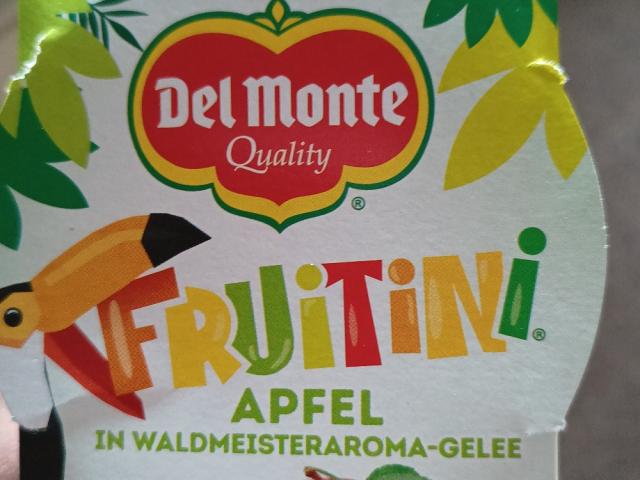 Del Monte
Quality
®
FRUiTiNi®
APFEL
IN WALDMEISTERAROMA-GELEE